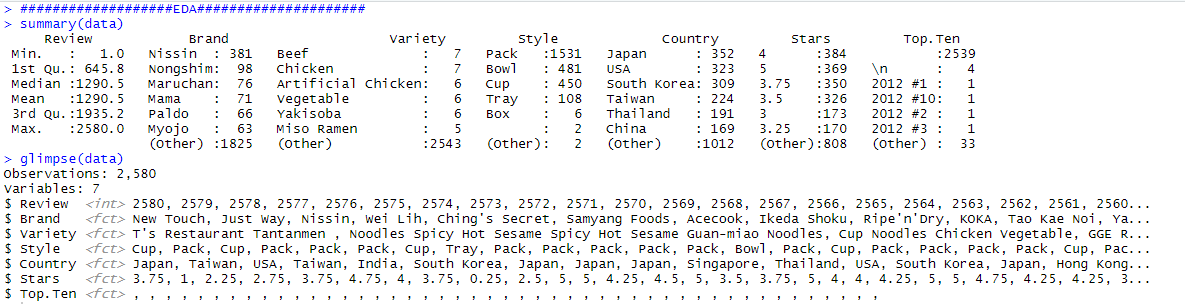 > ###################EDA#####################
> summary(data)
     Review           Brand                    Variety         Style              Country         Stars         Top.Ten
 Min.   :   1.0   Nissin  : 381   Beef              :   7   Pack   :1531   Japan      : 352   4      :384          :2539
 1st Qu.: 645.8   Nongshim:  98   Chicken           :   7   Bowl   : 481   USA        : 323   5      :369   \n      :   4
 Median :1290.5   Maruchan:  76   Artificial Chicken:   6   Cup    : 450   South Korea: 309   3.75   :350   2012 #1 :   1
 Mean   :1290.5   Mama    :  71   Vegetable         :   6   Tray   : 108   Taiwan     : 224   3.5    :326   2012 #10:   1
 3rd Qu.:1935.2   Paldo   :  66   Yakisoba          :   6   Box    :   6   Thailand   : 191   3      :173   2012 #2 :   1
 Max.   :2580.0   Myojo   :  63   Miso Ramen        :   5          :   2   China      : 169   3.25   :170   2012 #3 :   1
                  (Other) :1825   (Other)           :2543   (Other):   2   (Other)    :1012   (Other):808   (Other) :  33
> glimpse(data)
Observations: 2,580
Variables: 7
$ Review  <int> 2580, 2579, 2578, 2577, 2576, 2575, 2574, 2573, 2572, 2571, 2570, 2569, 2568, 2567, 2566, 2565, 2564, 2563, 2562, 2561, 2560...
$ Brand   <fct> New Touch, Just Way, Nissin, Wei Lih, Ching's Secret, Samyang Foods, Acecook, Ikeda Shoku, Ripe'n'Dry, KOKA, Tao Kae Noi, Ya...
$ Variety <fct> T's Restaurant Tantanmen , Noodles Spicy Hot Sesame Spicy Hot Sesame Guan-miao Noodles, Cup Noodles Chicken Vegetable, GGE R...
$ Style   <fct> Cup, Pack, Cup, Pack, Pack, Pack, Cup, Tray, Pack, Pack, Pack, Pack, Pack, Bowl, Pack, Cup, Pack, Pack, Pack, Pack, Cup, Pac...
$ Country <fct> Japan, Taiwan, USA, Taiwan, India, South Korea, Japan, Japan, Japan, Singapore, Thailand, USA, South Korea, Japan, Hong Kong...
$ Stars   <fct> 3.75, 1, 2.25, 2.75, 3.75, 4.75, 4, 3.75, 0.25, 2.5, 5, 5, 4.25, 4.5, 5, 3.5, 3.75, 5, 4, 4, 4.25, 5, 5, 4.75, 4.25, 4.25, 3...
$ Top.Ten <fct> , , , , , , , , , , , , , , , , , , , , , , , , , , , , , , , , , , , , , , , ,